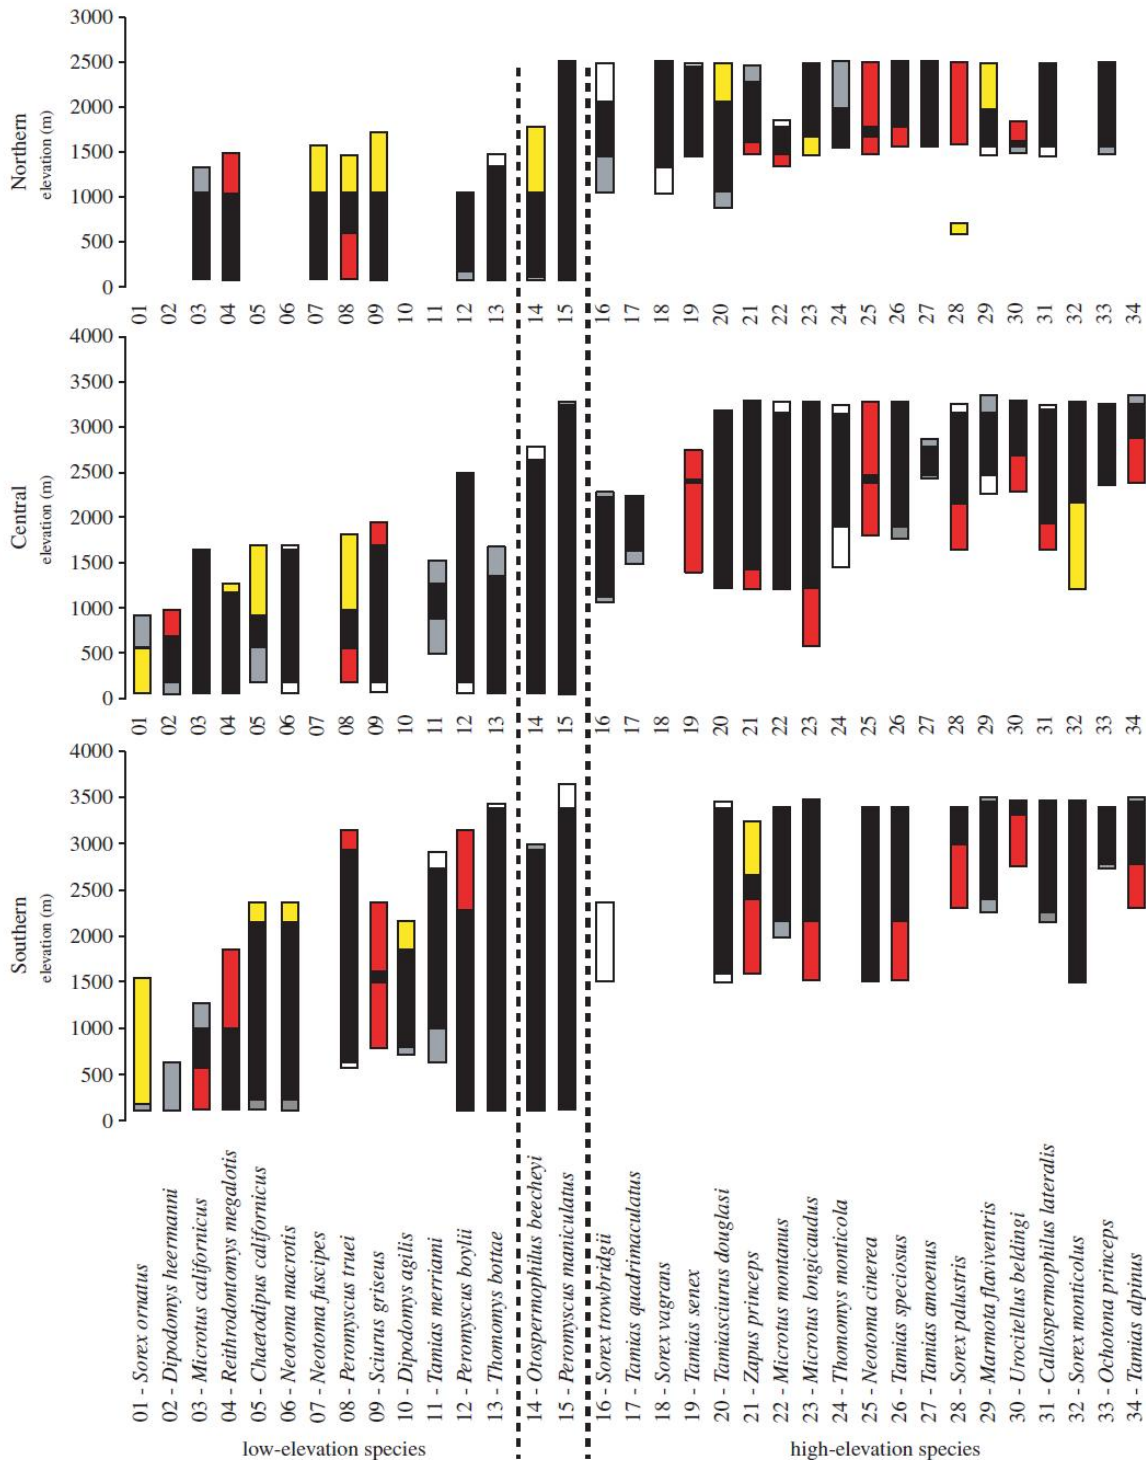 3000
2500
2000
1500
1000
500
0
Northern
elevation (m)
01 02 03 04 05 06 07 08 09 10 11 12 13 14 15 16 17 18 19 20 21 22 23 24 25 26 27 28 29 30 31 32 33 34
4000
3500
3000
2500
2000
1500
1000
500
0
Central
elevation (m)
01 02 03 04 05 06 07 08 09 10 11 12 13 14 15 16 17 18 19 20 21 22 23 24 25 26 27 28 29 30 31 32 33 34
4000
3500
3000
2500
2000
1500
1000
500
0
Southern
elevation (m)
01 - Sorex ornatus
02 - Dipodomys heermanni
03 - Microtus californicus
04 - Reithrodontomys megalotis
05 - Chaetodipus californicus
06 - Neotoma macrotis
07 - Neotoma fuscipes
08 - Peromyscus truei
09 - Sciurus griseus
10 - Dipodomys agilis
11 - Tamias merriami
12 - Peromyscus boylii
13 - Thonomys bottae
14 - Otospermophilus beecheyi
15 - Peromyscus maniculatus
16 - Sorex trowbridgii
17 - Tamias quadrimaculatus
18 - Sorex vagrans
19 - Tamias senex
20 - Tamiasciurus douglasi
21 - Zapus princeps
22 - Microtus montanus
23 - Microtus longicaudus
24 - Thonomys monticola
25 - Neotoma cinerea
26 - Tamias speciosus
27 - Tamias amoenus
28 - Sorex palustris
29 - Marmota flaviventris
30 - Urocitellus beldingi
31 - Callospermophilus lateralis
32 - Sorex monticolus
33 - Ochotona princeps
34 - Tamias alpinus
low-elevation species
high-elevation species